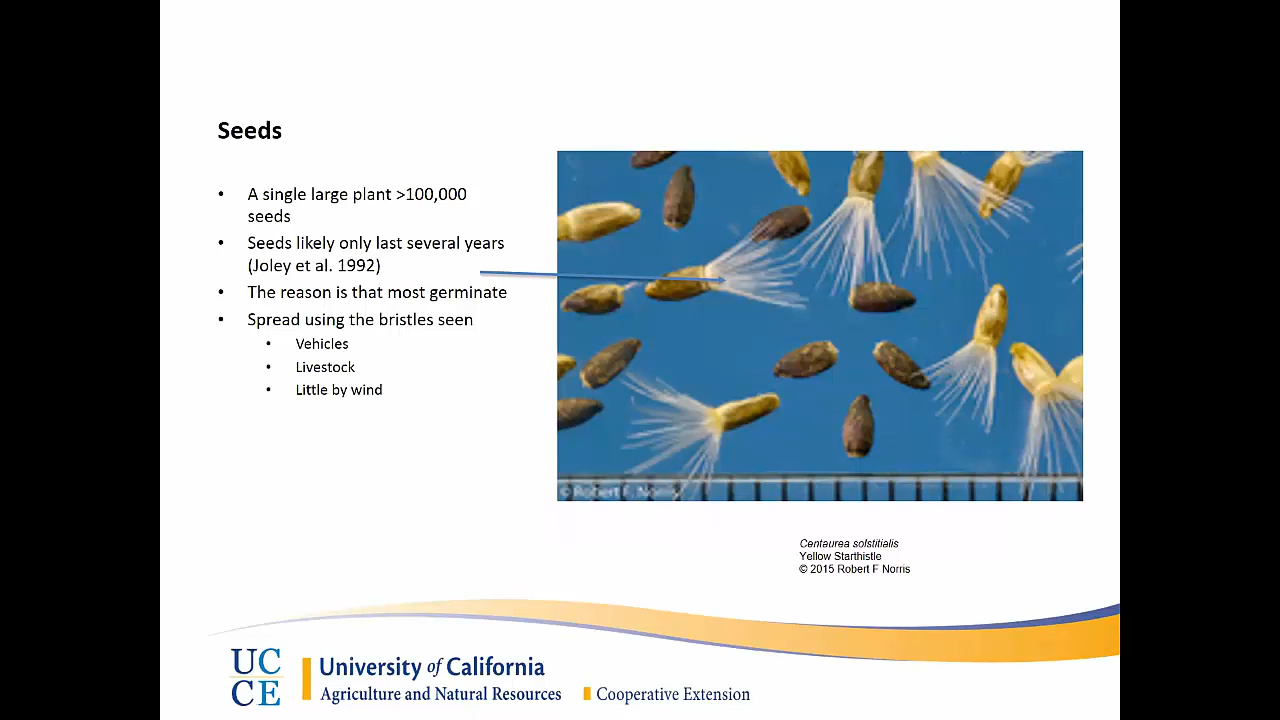 Seeds
• A single large plant >100,000
seeds
• Seeds likely only last several years
(Joley et al. 1992)
• The reason is that most germinate
• Spread using the bristles seen
• Vehicles
• Livestock
• Little by wind
© Robert F. Norris
Centaurea solstitialis
Yellow Starthistle
© 2015 Robert F Norris
UC
CE
University of California
Agriculture and Natural Resources Cooperative Extension